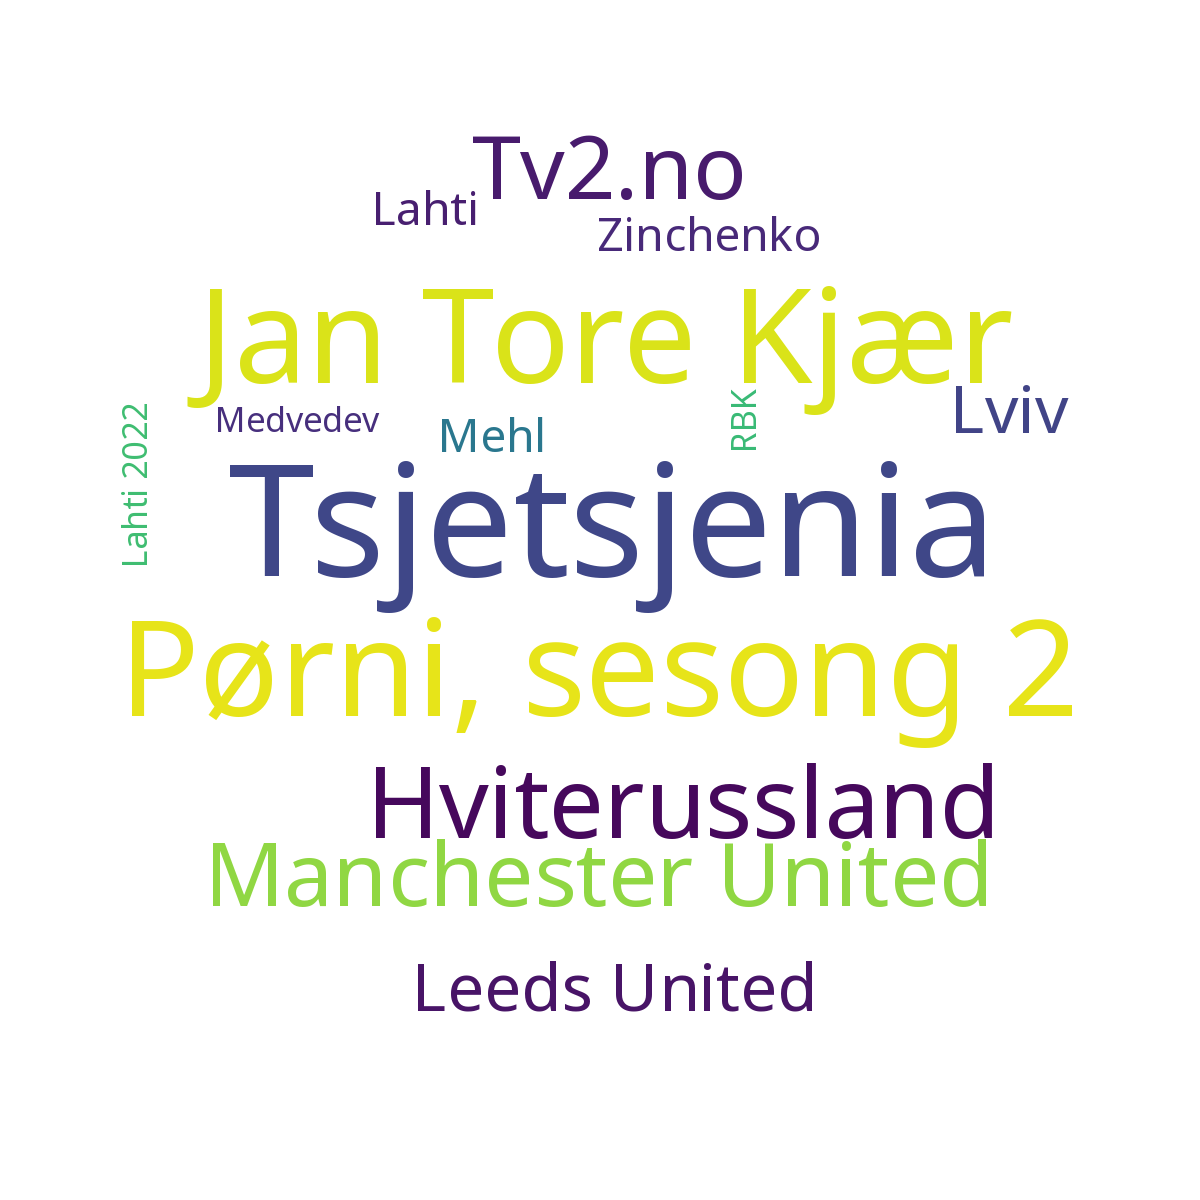 Tv2.no
Lahti
Zinchenko
Jan Tore Kjær
Lviv
RBK
Medvedev
Mehl
Lahti 2022
Tsjetsjenia
Pørni, sesong 2
Hviterussland
Manchester United
Leeds United